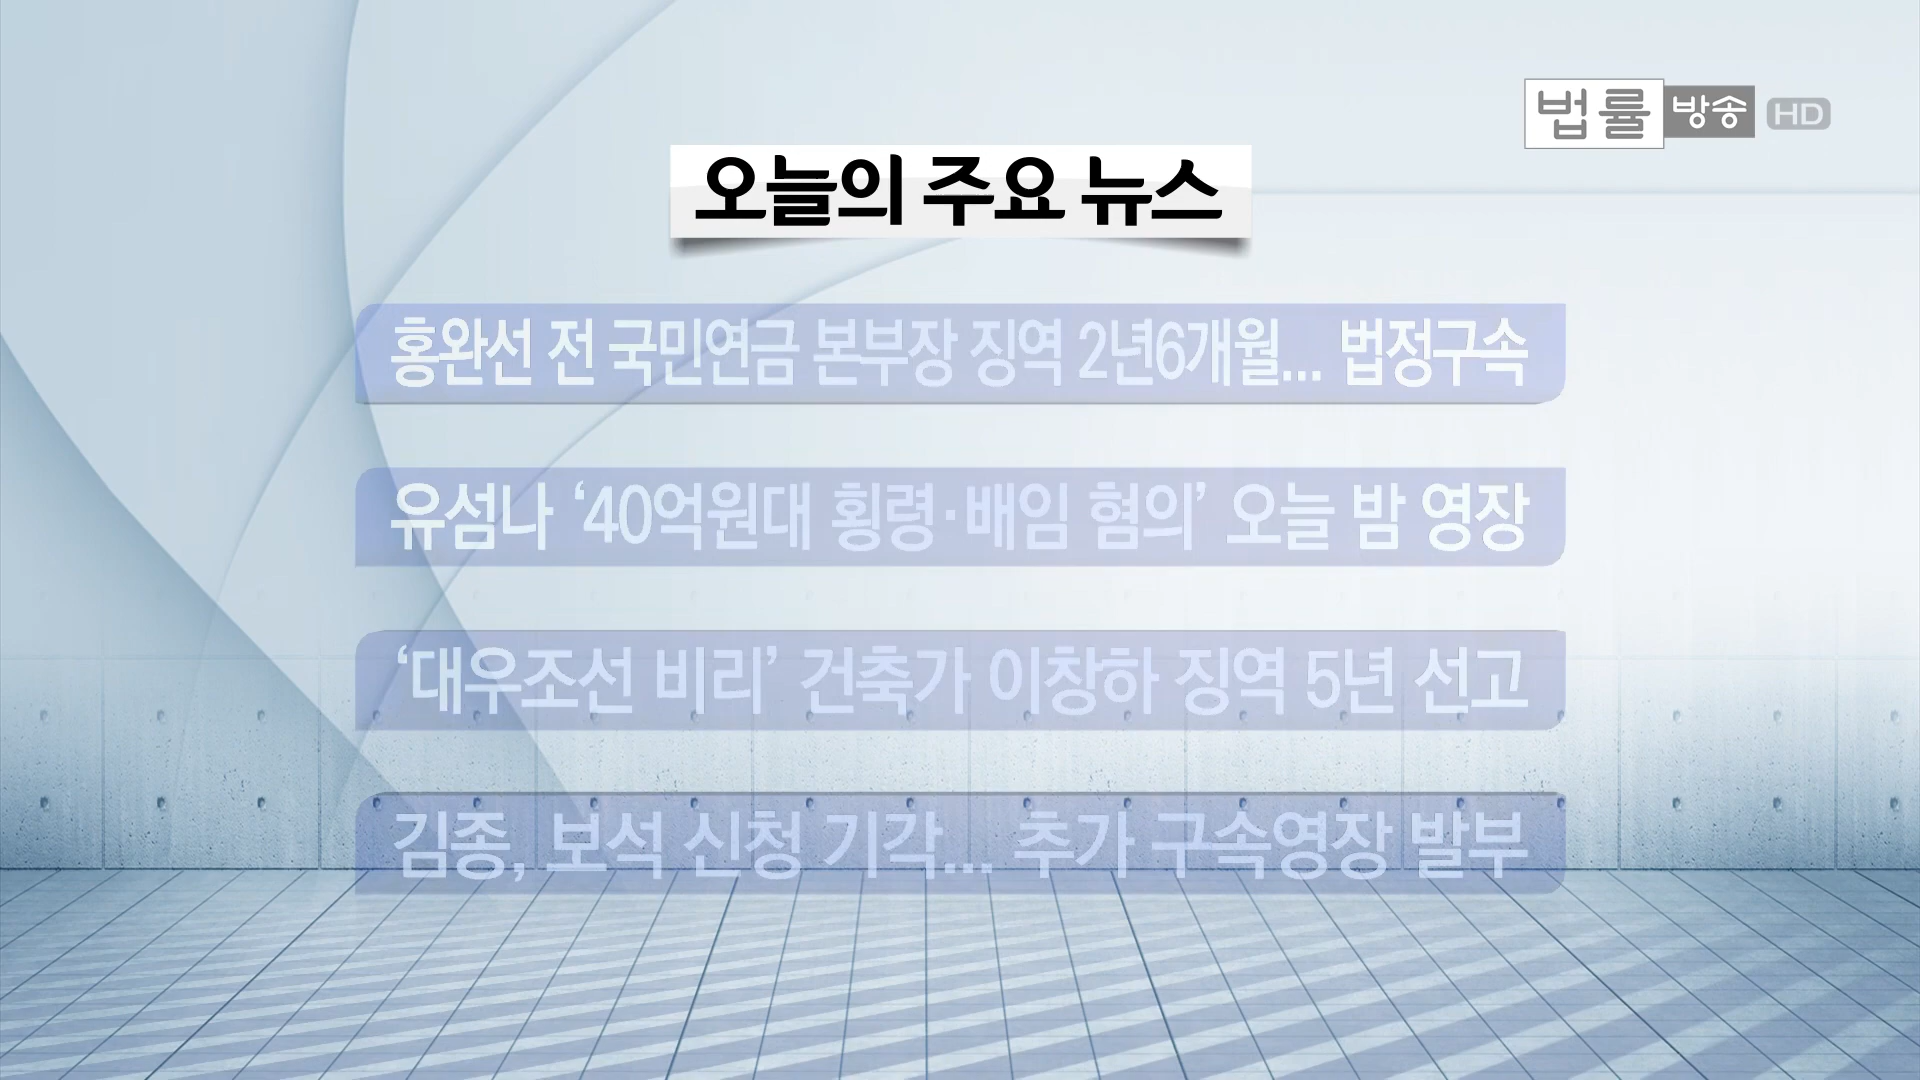 법률방송 HD
오늘의 주요 뉴스
홍완선 전 국민연금 본부장 징역 2년6개월... 법정구속
유섬나 ‘40억원대 횡령·배임 혐의’ 오늘 밤 영장
‘대우조선 비리’ 건축가 이창하 징역 5년 선고
김종, 보석 신청 기각... 추가 구속영장 발부